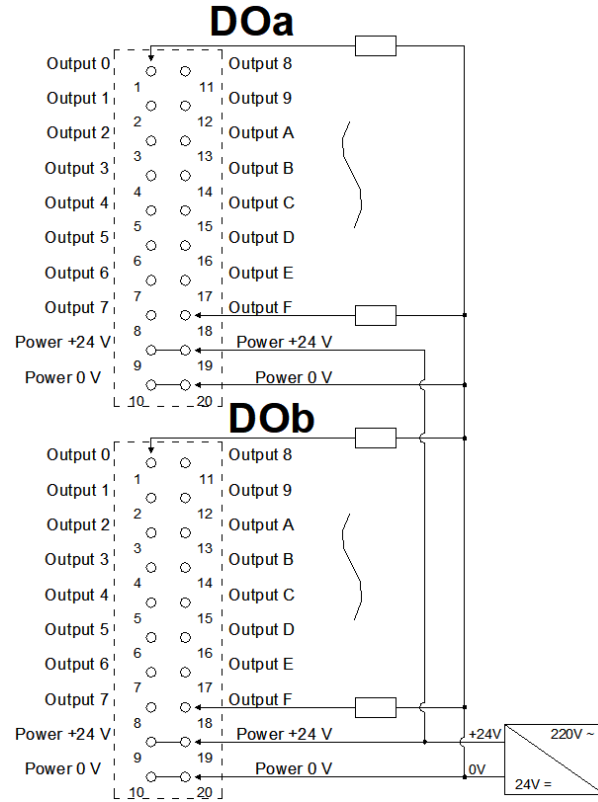 DOa
Output 0 Output 8
1 11
Output 1 Output 9
2 12
Output 2 Output A
3 13
Output 3 Output B
4 14
Output 4 Output C
5 15
Output 5 Output D
6 16
Output 6 Output E
7 17
Output 7 Output F
8 18
Power +24 V Power +24 V
9 19
Power 0 V Power 0 V
10 20
DOb
Output 0 Output 8
1 11
Output 1 Output 9
2 12
Output 2 Output A
3 13
Output 3 Output B
4 14
Output 4 Output C
5 15
Output 5 Output D
6 16
Output 6 Output E
7 17
Output 7 Output F
8 18
Power +24 V Power +24 V +24V 220V ~
9 19
Power 0 V Power 0 V 0V
10 20 24V =